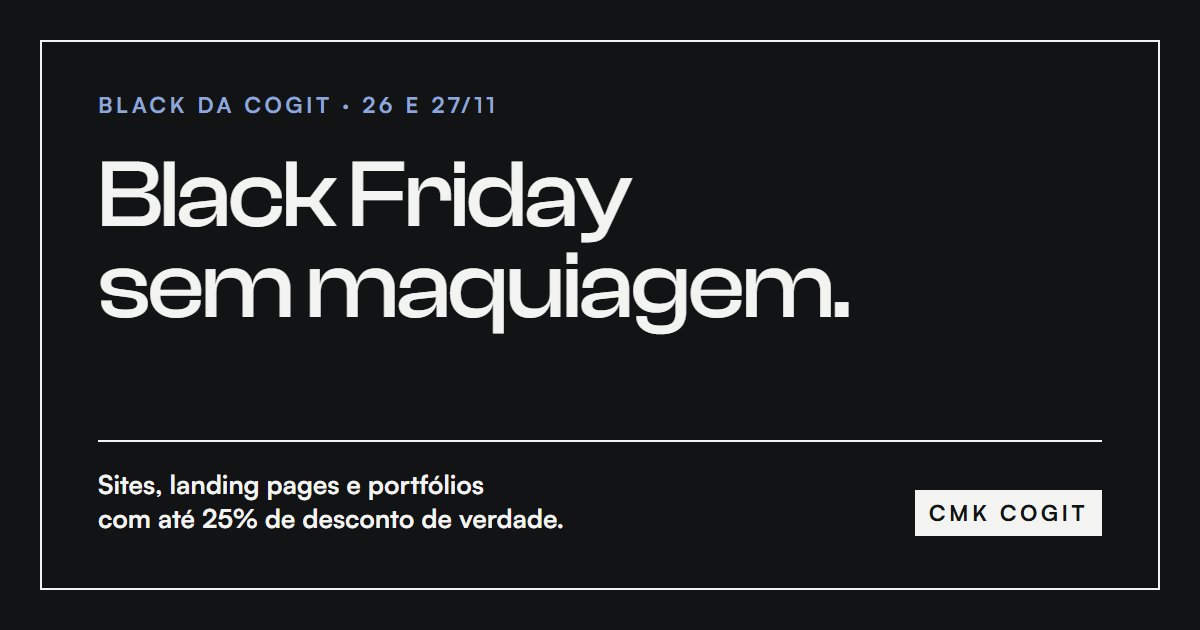 BLACK DA COGIT · 26 E 27/11
Black Friday
sem maquiagem.
Sites, landing pages e portfólios
com até 25% de desconto de verdade.
CMK COGIT